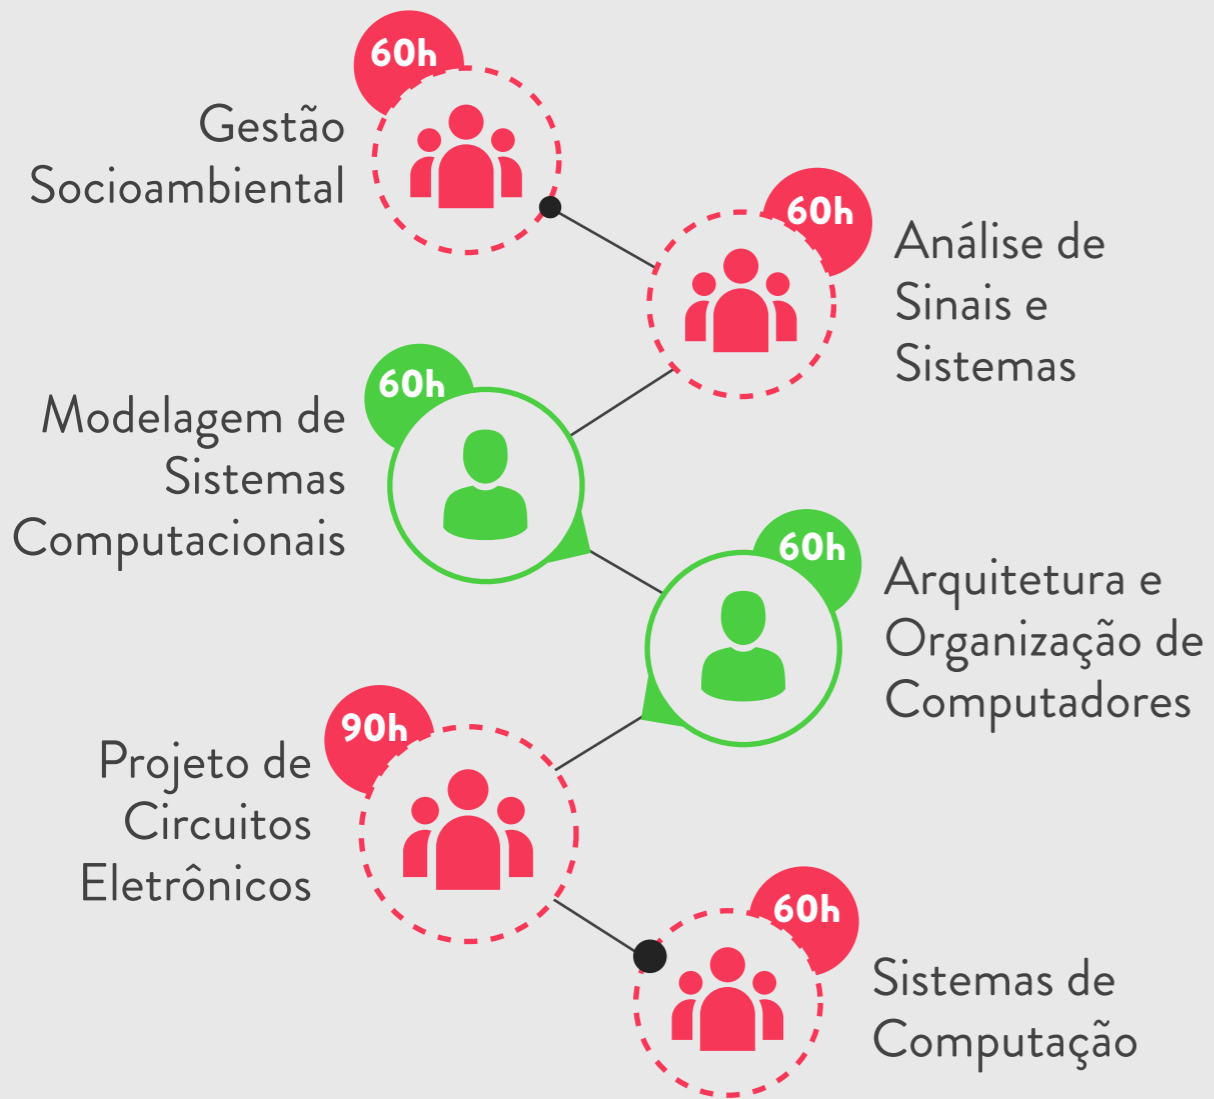 60h
Gestão
Socioambiental
60h
Análise de
Sinais e
Sistemas
60h
Modelagem de
Sistemas
Computacionais
60h
Arquitetura e
Organização de
Computadores
90h
Projeto de
Circuitos
Eletrônicos
60h
Sistemas de
Computação